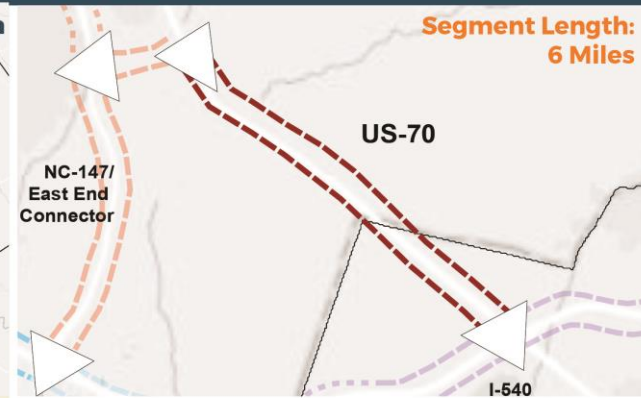 Segment Length:
6 Miles
US-70
NC-147/
East End
Connector
I-540